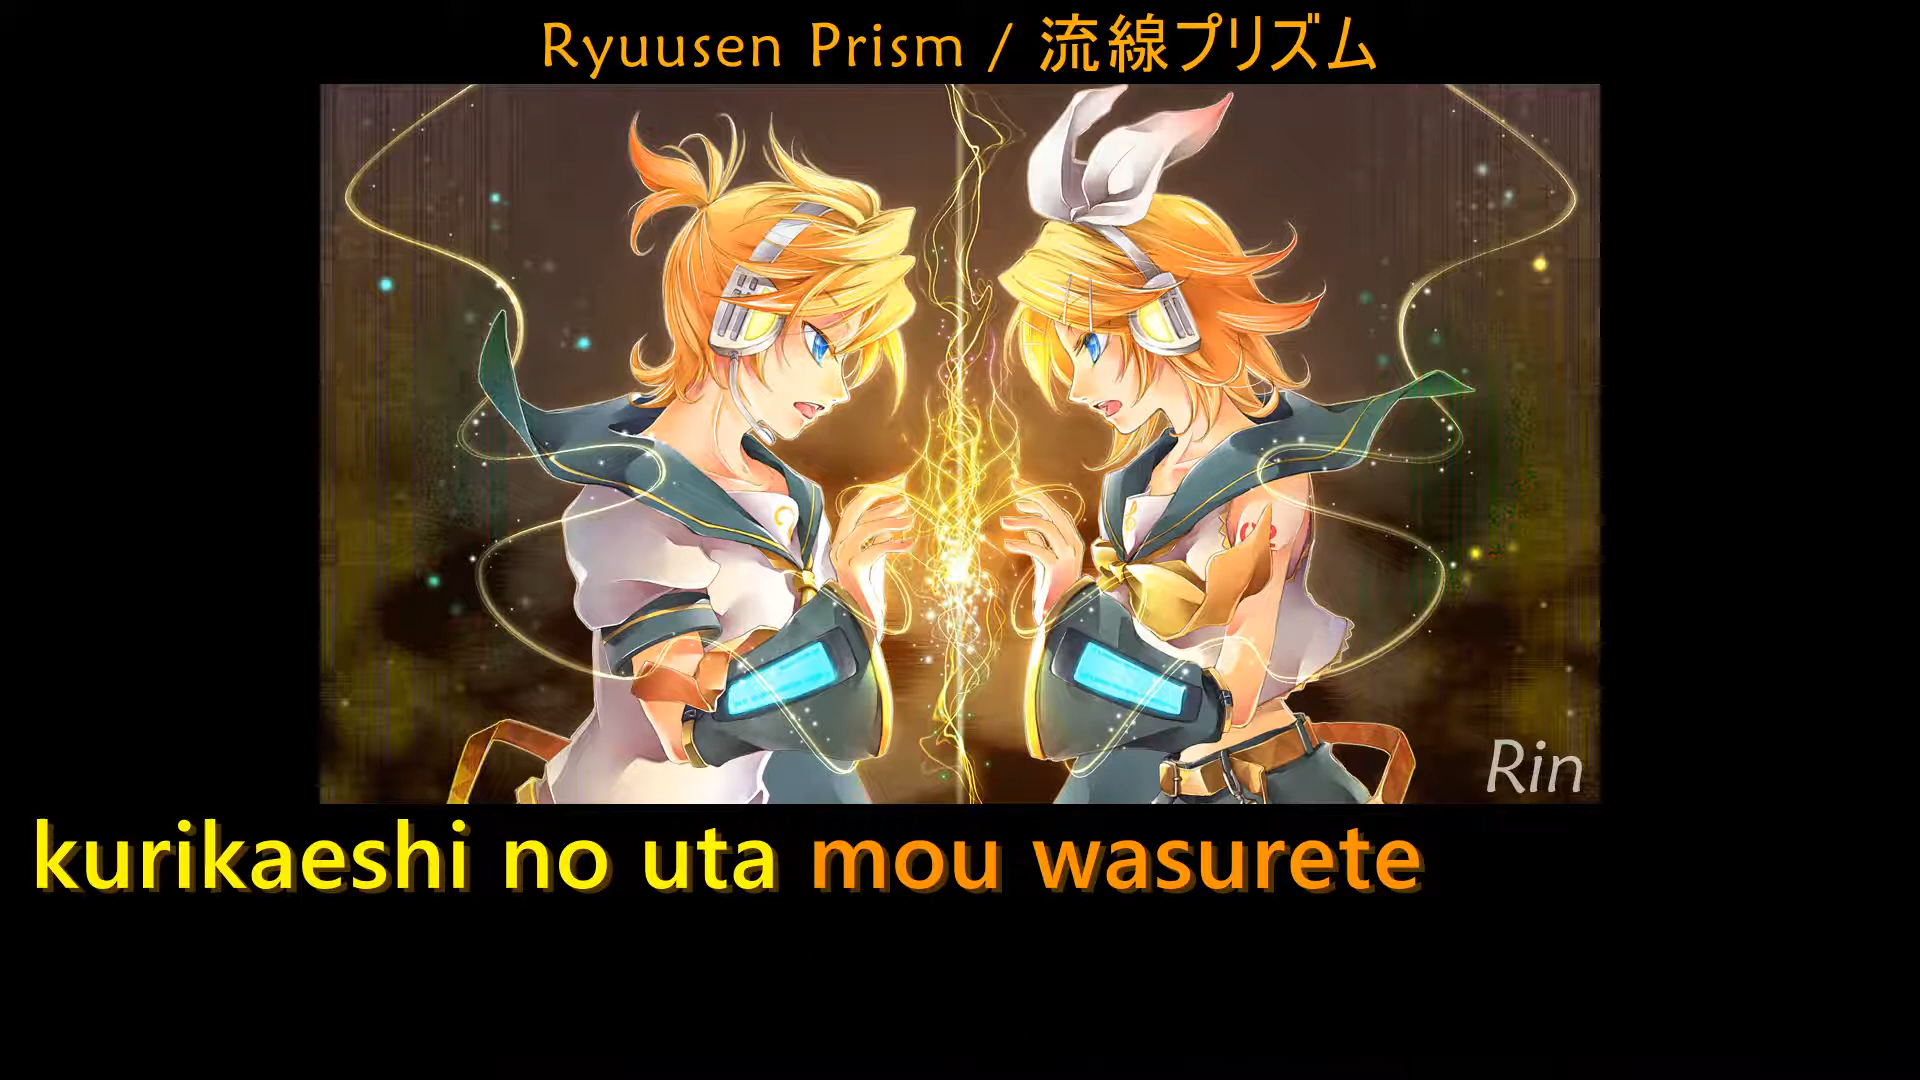 Ryuusen Prism / 流線プリズム
Rin
kurikaeshi no uta mou wasurete